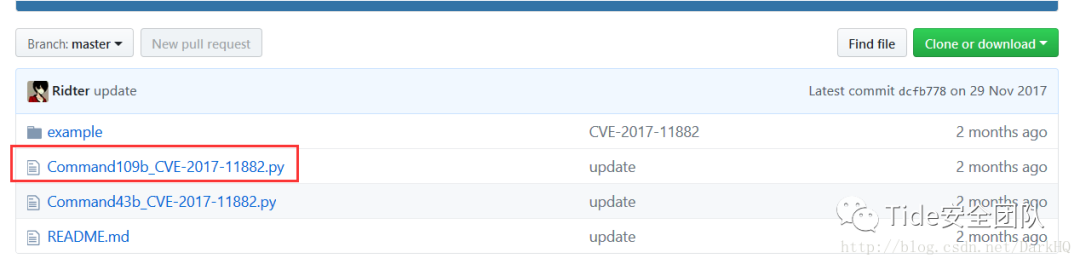 Branch: master
New pull request
Find file
Clone or download
Ridter update
Latest commit dcfb778 on 29 Nov 2017
example
CVE-2017-11882
2 months ago
Command109b_CVE-2017-11882.py
update
2 months ago
Command43b_CVE-2017-11882.py
update
2 months ago
README.md
update
2 months ago
Tide安全团队
http://blog.csdn.net/DarkHQ